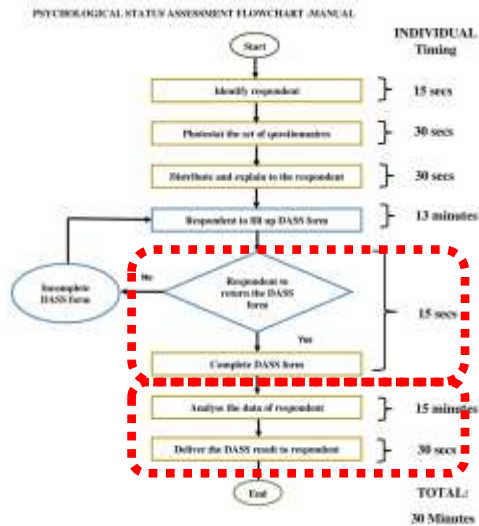 PSYCHOLOGICAL STATUS ASSESSMENT FLOWCHART -MANUAL
INDIVIDUAL
Timing
Start
Identify respondent
15 secs
Photostat the set of questionnaires
30 secs
Distribute and explain to the respondent
30 secs
Respondent to fill up DASS form
13 minutes
No
Incomplete
DASS form
Respondent to
return the DASS
form
15 secs
Yes
Complete DASS form
Analyse the data of respondent
15 minutes
Deliver the DASS result to respondent
30 secs
End
TOTAL:
30 Minutes